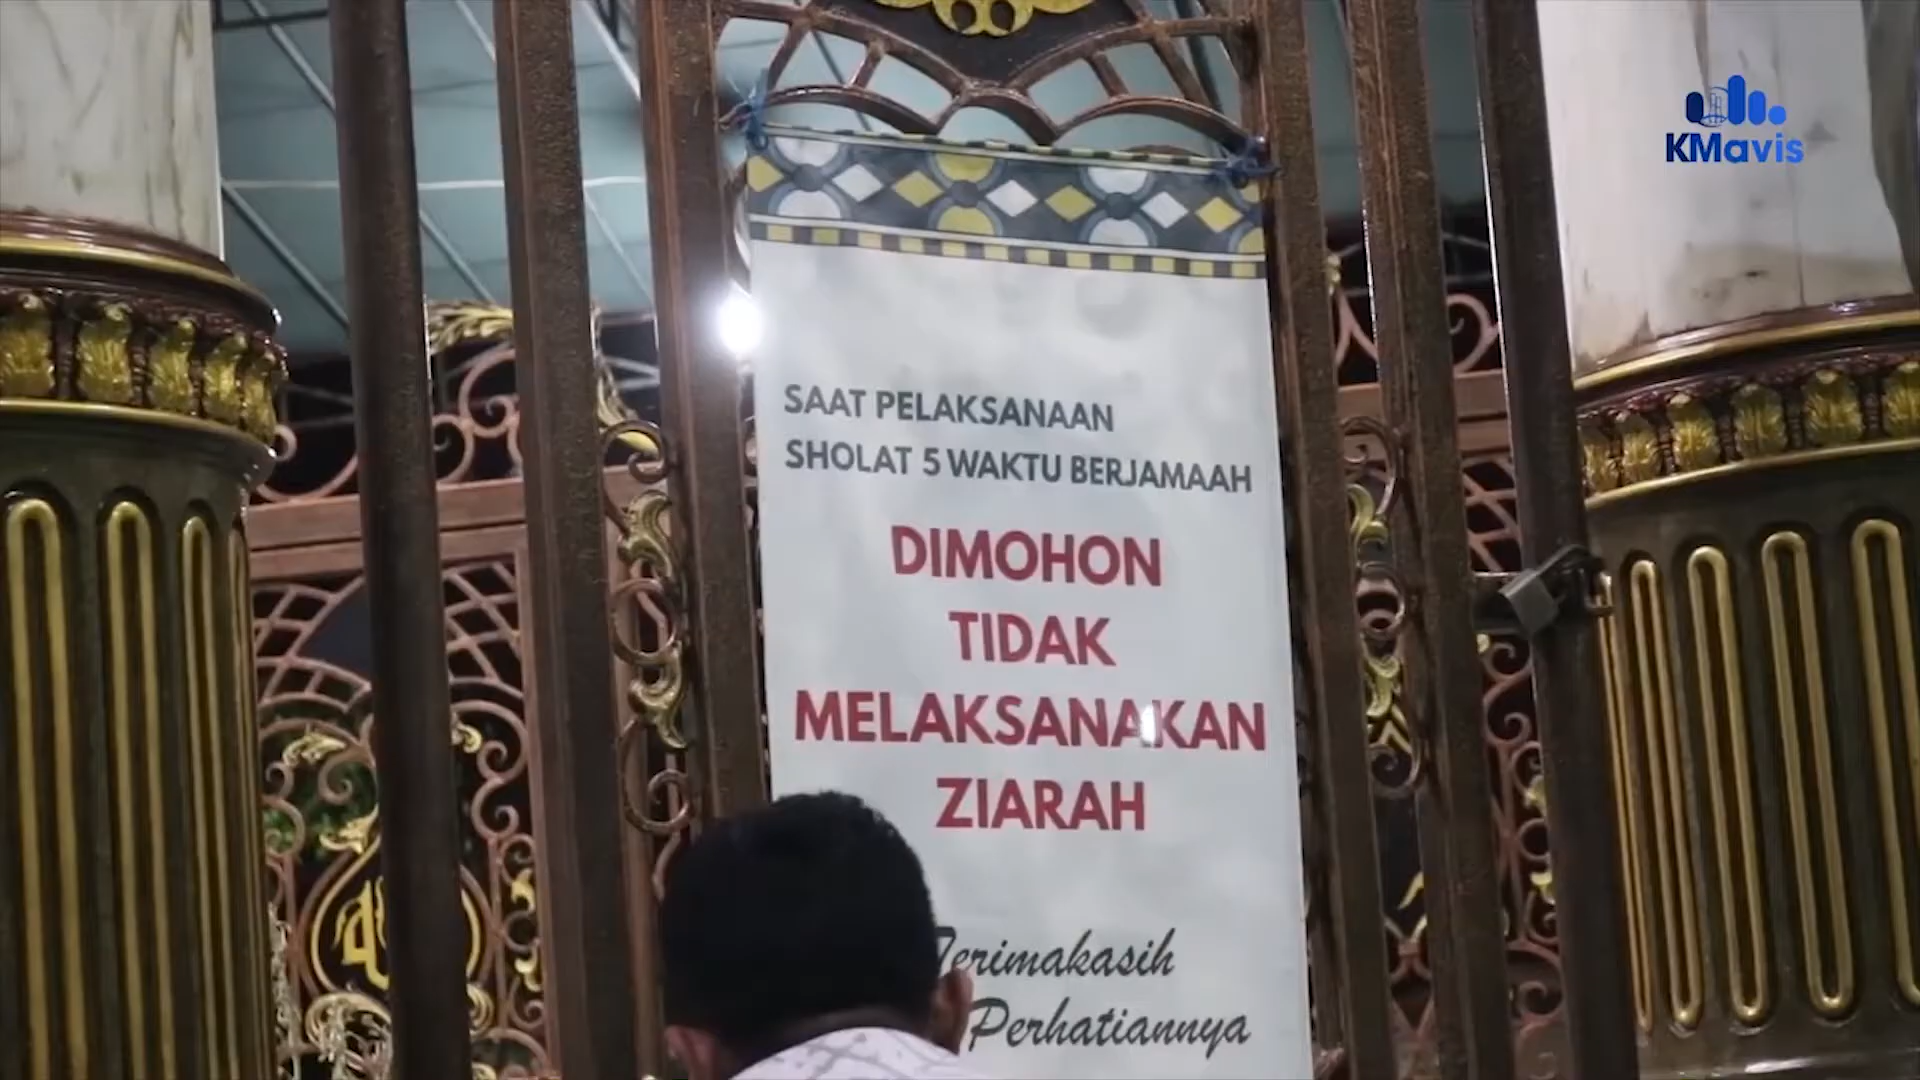 KMavis
SAAT PELAKSANAAN
SHOLAT 5 WAKTU BERJAMAAH
DIMOHON
TIDAK
MELAKSANAKAN
ZIARAH
Terimakasih
Perhatiannya